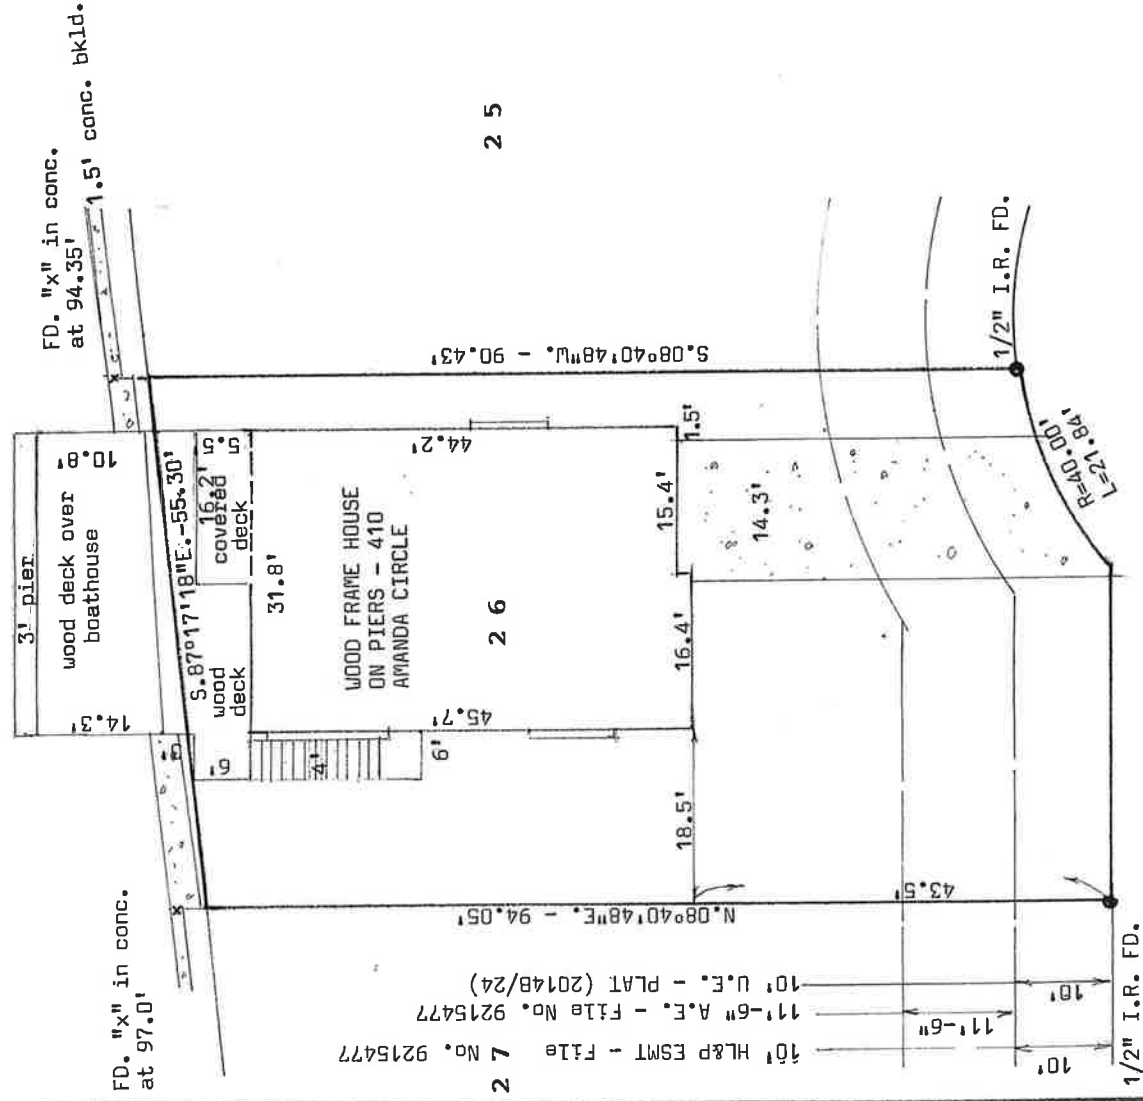 FD. "x" in conc.
at 94.35'
1.5' conc. bkld.
3' pier
wood deck over
boathouse
10.8'
14.3'
S.87°17'18"E.-55.30'
5.5
16.2'
covered
deck
wood
deck
3'
6'
4'
6'
31.8'
44.2'
45.7'
WOOD FRAME HOUSE
ON PIERS - 410
AMANDA CIRCLE
2 6
2 5
2 7
S.08°40'48"W. - 90.43'
1.5'
15.4'
16.4'
14.3'
18.5'
43.5'
N.08°40'48"E. - 94.05'
1/2" I.R. FD.
R=40.00'
L=21.84'
FD. "x" in conc.
at 97.0'
10' U.E. - PLAT (2014B/24)
11'-6" A.E. - File No. 9215477
10' HL&P ESMT - File No. 9215477
10'
11'-6"
10'
1/2" I.R. FD.